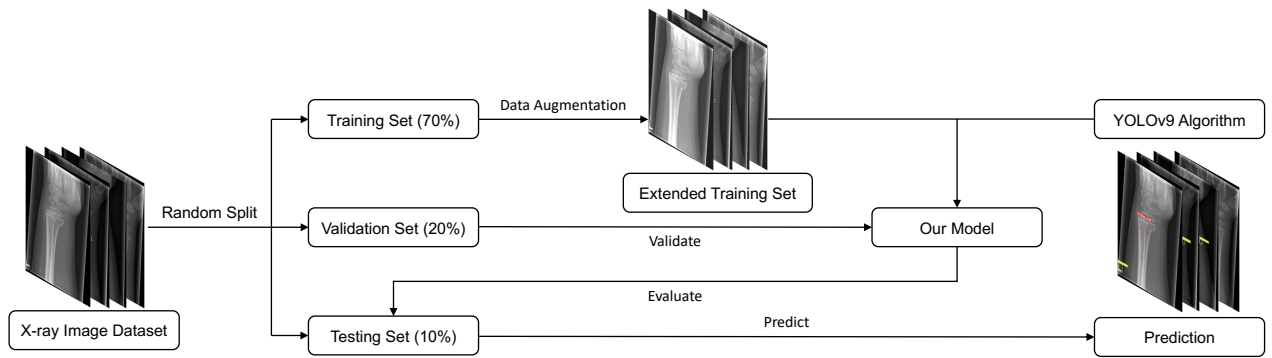 Training Set (70%)
Data Augmentation
YOLOv9 Algorithm
Extended Training Set
Random Split
Validation Set (20%)
Validate
Our Model
Evaluate
X-ray Image Dataset
Testing Set (10%)
Predict
Prediction